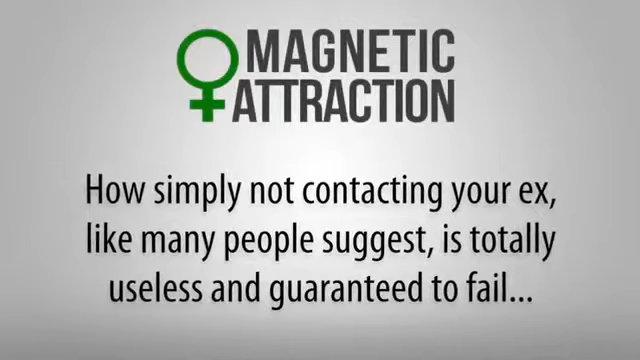 MAGNETIC
ATTRACTION
How simply not contacting your ex,
like many people suggest, is totally
useless and guaranteed to fail...